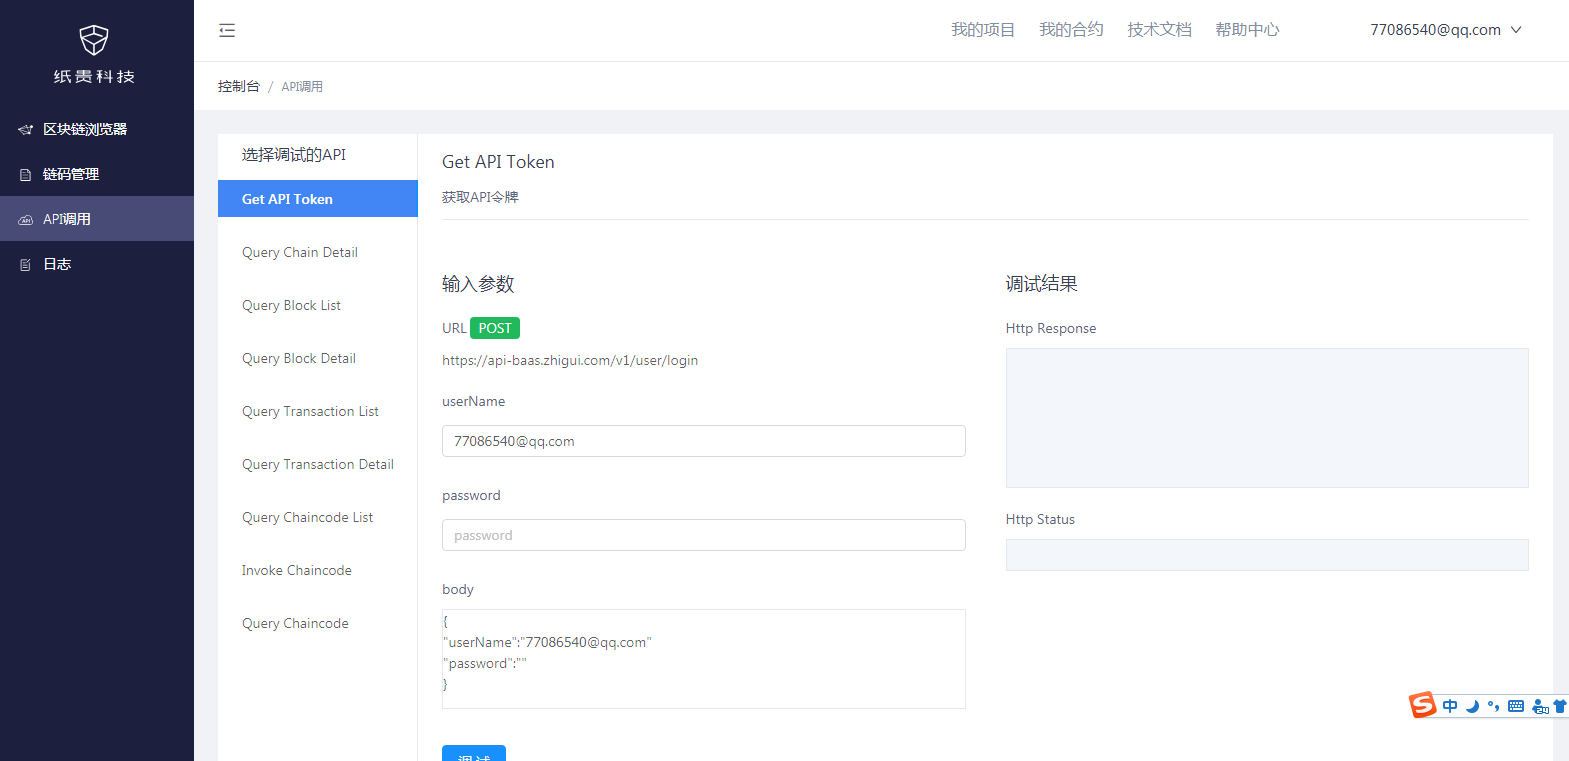 纸贵科技
我的项目 我的合约 技术文档 帮助中心 77086540@qq.com
控制台 / API调用
区块链浏览器
链码管理
API调用
日志
选择调试的API
Get API Token
Query Chain Detail
Query Block List
Query Block Detail
Query Transaction List
Query Transaction Detail
Query Chaincode List
Invoke Chaincode
Query Chaincode
Get API Token
获取API令牌
输入参数
URL POST
https://api-baas.zhigui.com/v1/user/login
userName
77086540@qq.com
password
password
body
{
"userName":"77086540@qq.com"
"password":""
}
调试
调试结果
Http Response
Http Status
S 中